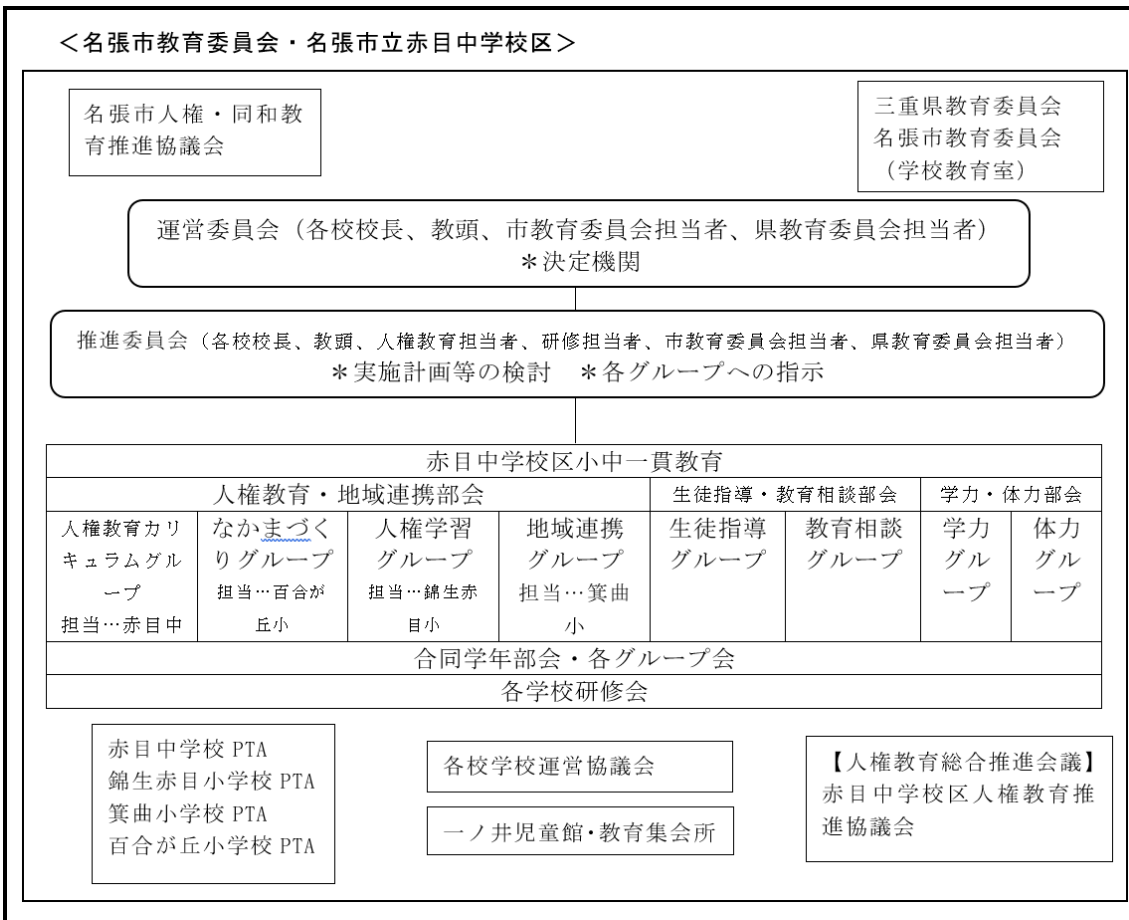 ＜名張市教育委員会・名張市立赤目中学校区＞
名張市人権・同和教
育推進協議会
三重県教育委員会
名張市教育委員会
（学校教育室）
運営委員会（各校校長、教頭、市教育委員会担当者、県教育委員会担当者）
＊決定機関
推進委員会（各校校長、教頭、人権教育担当者、研修担当者、市教育委員会担当者、県教育委員会担当者）
＊実施計画等の検討　＊各グループへの指示
赤目中学校区小中一貫教育
人権教育・地域連携部会
生徒指導・教育相談部会
学力・体力部会
人権教育カリ
キュラムグル
ープ
担当…赤目中
なかまづく
りグループ
担当…百合が
丘小
人権学習
グループ
担当…錦生赤
目小
地域連携
グループ
担当…箕曲
小
生徒指導
グループ
教育相談
グループ
学力
グル
ープ
体力
グル
ープ
合同学年部会・各グループ会
各学校研修会
赤目中学校 PTA
錦生赤目小学校 PTA
箕曲小学校 PTA
百合が丘小学校 PTA
各校学校運営協議会
一ノ井児童館・教育集会所
【人権教育総合推進会議】
赤目中学校区人権教育推
進協議会